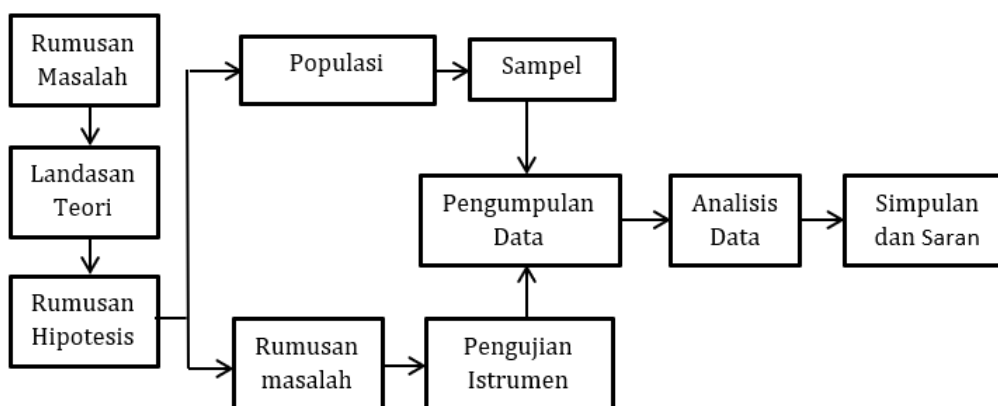 Rumusan
Masalah
Landasan
Teori
Rumusan
Hipotesis
Populasi
Sampel
Rumusan
masalah
Pengujian
Istrumen
Pengumpulan
Data
Analisis
Data
Simpulan
dan Saran